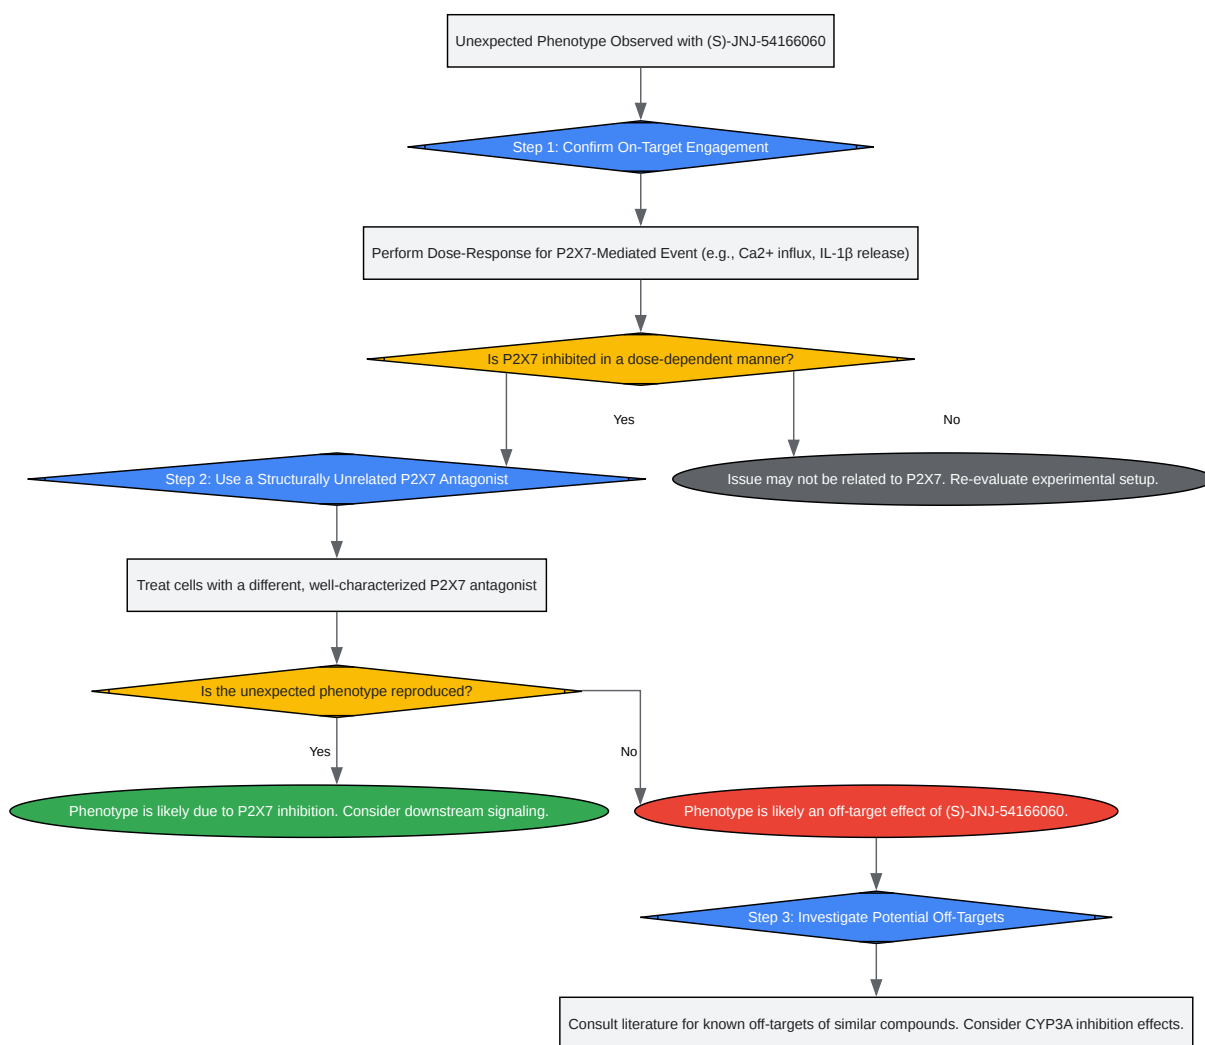 Unexpected Phenotype Observed with (S)-JNJ-54166060
Step 1: Confirm On-Target Engagement
Perform Dose-Response for P2X7-Mediated Event (e.g., Ca2+ influx, IL-1β release)
Is P2X7 inhibited in a dose-dependent manner?
Yes
No
Step 2: Use a Structurally Unrelated P2X7 Antagonist
Issue may not be related to P2X7. Re-evaluate experimental setup.
Treat cells with a different, well-characterized P2X7 antagonist
Is the unexpected phenotype reproduced?
Yes
No
Phenotype is likely due to P2X7 inhibition. Consider downstream signaling.
Phenotype is likely an off-target effect of (S)-JNJ-54166060.
Step 3: Investigate Potential Off-Targets
Consult literature for known off-targets of similar compounds. Consider CYP3A inhibition effects.